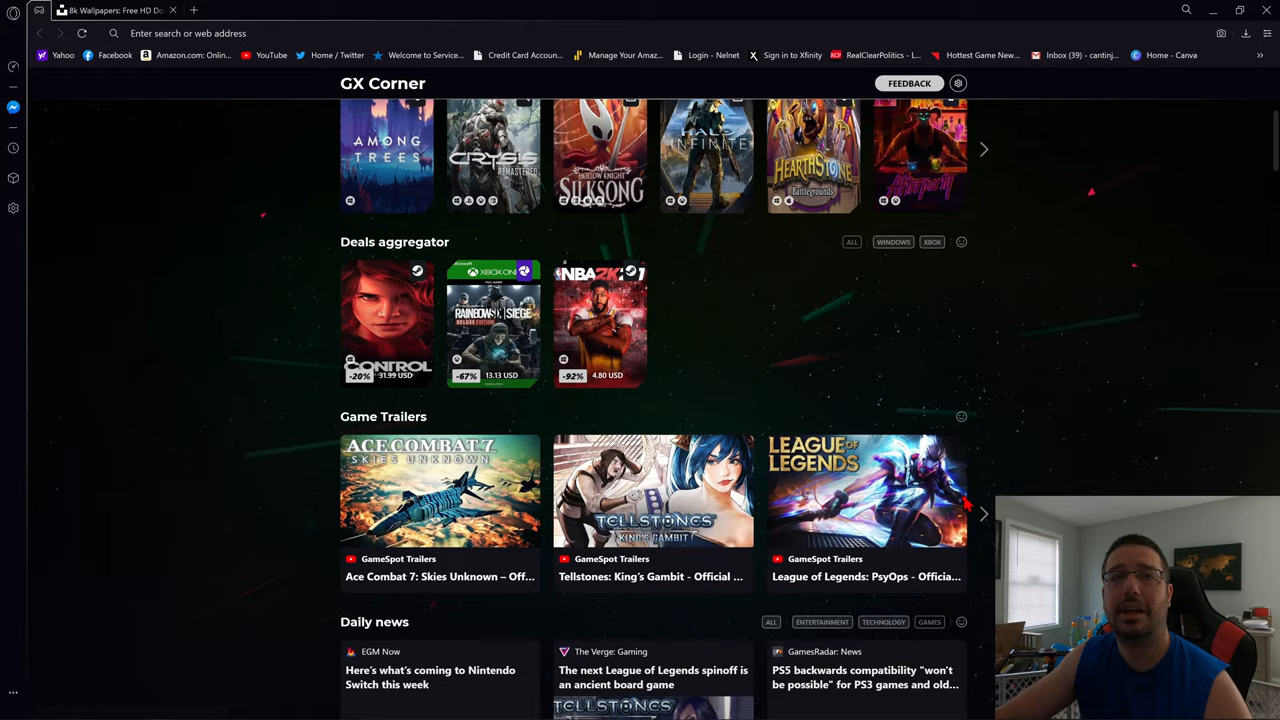 8k Wallpapers: Free HD Do
Enter search or web address
Yahoo
Facebook
Amazon.com: Onlin...
YouTube
Home / Twitter
Welcome to Service...
Credit Card Accoun...
Manage Your Amaz...
Login - Nelnet
Sign in to Xfinity
RealClearPolitics - L...
Hottest Game New...
Inbox (39) - cantinj...
Home - Canva
GX Corner
FEEDBACK
AMONG TREES
CRYSIS REMASTERED
HOLLOW KNIGHT SILKSONG
HALO INFINITE
HEARTHSTONE Battlegrounds
Afterparty
Deals aggregator
ALL
WINDOWS
XBOX
CONTROL
-20% 31.99 USD
XBOX ONE
RAINBOW SIX SIEGE
DELUXE EDITION
-67% 13.13 USD
NBA2K21
-92% 4.80 USD
Game Trailers
ACE COMBAT 7
SKIES UNKNOWN
TELLSTONES
KING'S GAMBIT
LEAGUE OF LEGENDS
GameSpot Trailers
GameSpot Trailers
GameSpot Trailers
Ace Combat 7: Skies Unknown – Off...
Tellstones: King's Gambit - Official ...
League of Legends: PsyOps - Officia...
Daily news
ALL
ENTERTAINMENT
TECHNOLOGY
GAMES
EGM Now
Here's what's coming to Nintendo
Switch this week
The Verge: Gaming
The next League of Legends spinoff is
an ancient board game
TELLSTONES
GamesRadar: News
PS5 backwards compatibility "won't
be possible" for PS3 games and old...